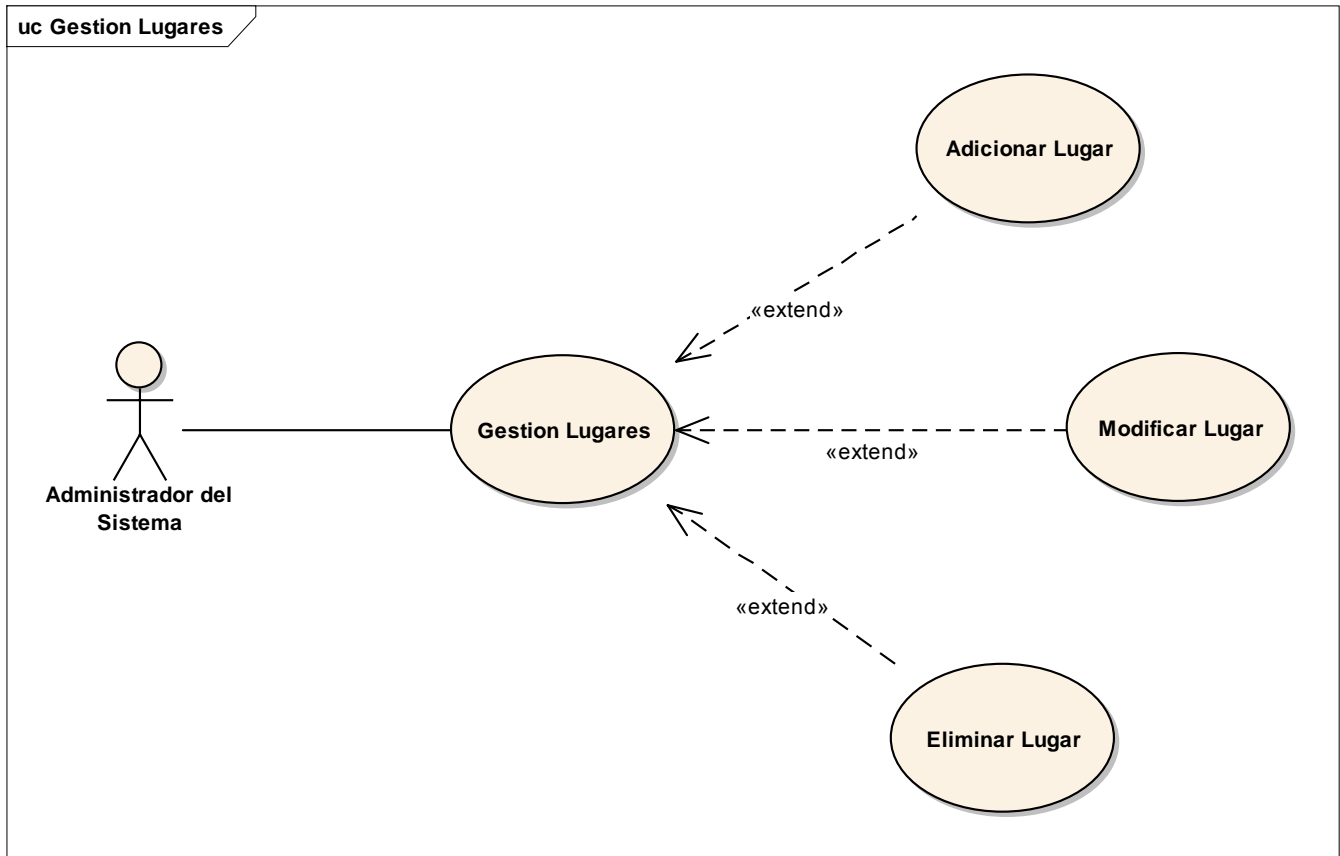 uc Gestion Lugares
Adicionar Lugar
«extend»
Gestion Lugares
Modificar Lugar
«extend»
Administrador del
Sistema
«extend»
Eliminar Lugar